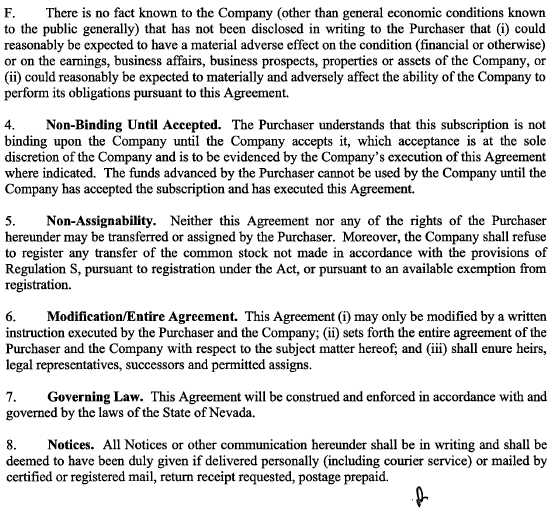 F. There is no fact known to the Company (other than general economic conditions known
to the public generally) that has not been disclosed in writing to the Purchaser that (i) could
reasonably be expected to have a material adverse effect on the condition (financial or otherwise)
or on the earnings, business affairs, business prospects, properties or assets of the Company, or
(ii) could reasonably be expected to materially and adversely affect the ability of the Company to
perform its obligations pursuant to this Agreement.
4. Non-Binding Until Accepted. The Purchaser understands that this subscription is not
binding upon the Company until the Company accepts it, which acceptance is at the sole
discretion of the Company and is to be evidenced by the Company's execution of this Agreement
where indicated. The funds advanced by the Purchaser cannot be used by the Company until the
Company has accepted the subscription and has executed this Agreement.
5. Non-Assignability. Neither this Agreement nor any of the rights of the Purchaser
hereunder may be transferred or assigned by the Purchaser. Moreover, the Company shall refuse
to register any transfer of the common stock not made in accordance with the provisions of
Regulation S, pursuant to registration under the Act, or pursuant to an available exemption from
registration.
6. Modification/Entire Agreement. This Agreement (i) may only be modified by a written
instruction executed by the Purchaser and the Company; (ii) sets forth the entire agreement of the
Purchaser and the Company with respect to the subject matter hereof; and (iii) shall enure heirs,
legal representatives, successors and permitted assigns.
7. Governing Law. This Agreement will be construed and enforced in accordance with and
governed by the laws of the State of Nevada.
8. Notices. All Notices or other communication hereunder shall be in writing and shall be
deemed to have been duly given if delivered personally (including courier service) or mailed by
certified or registered mail, return receipt requested, postage prepaid.